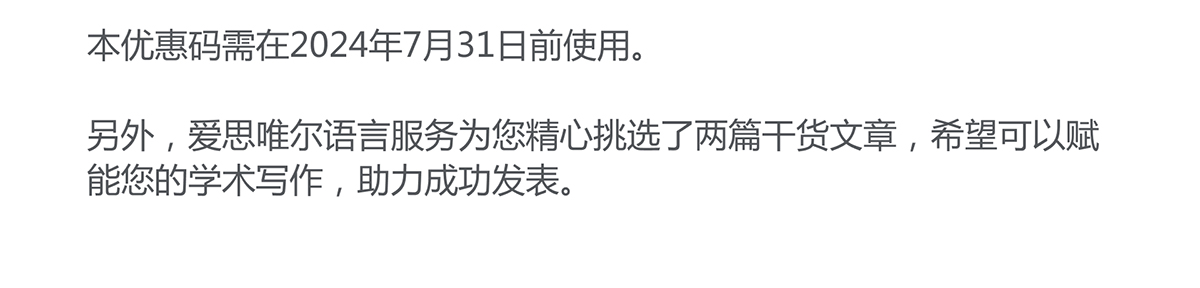 本优惠码需在2024年7月31日前使用。
另外，爱思唯尔语言服务为您精心挑选了两篇干货文章，希望可以赋
能您的学术写作，助力成功发表。